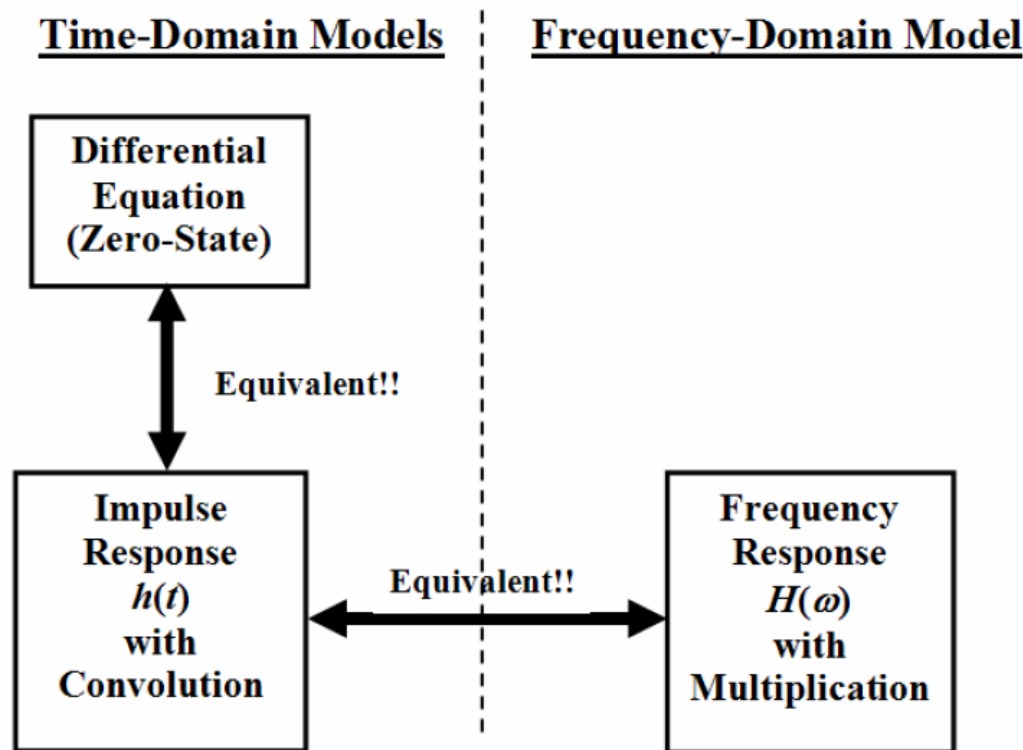 Time-Domain Models
Frequency-Domain Model
Differential
Equation
(Zero-State)
Equivalent!!
Impulse
Response
h(t)
with
Convolution
Equivalent!!
Frequency
Response
H(ω)
with
Multiplication